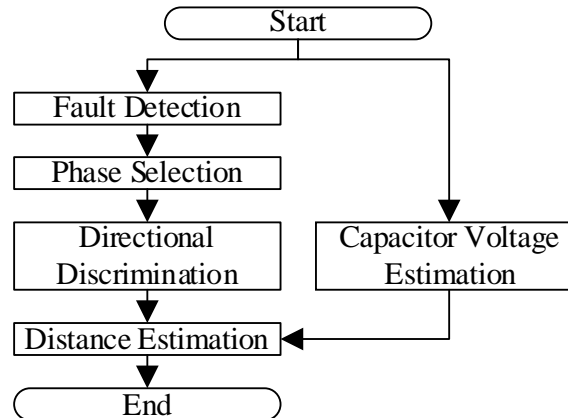 Start
Fault Detection
Phase Selection
Directional
Discrimination
Capacitor Voltage
Estimation
Distance Estimation
End